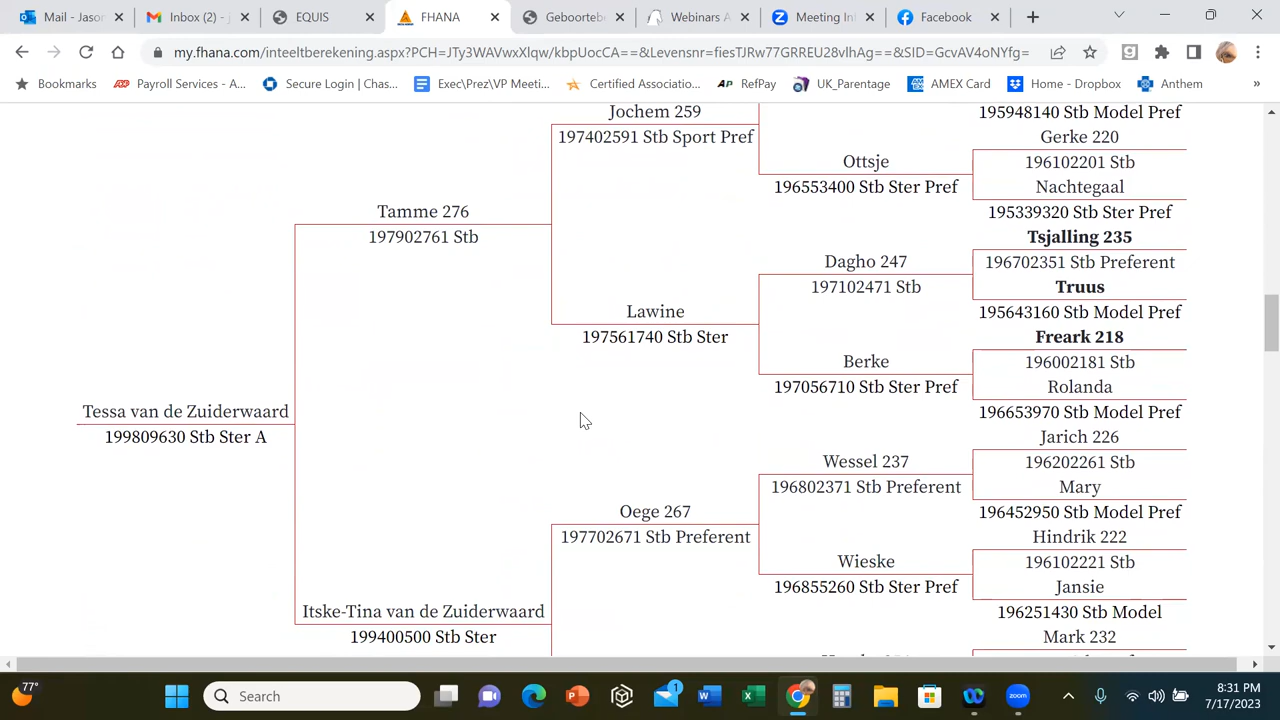 Mail - Jason
Inbox (2) - j
EQUIS
FHANA
Geboortebe
Webinars A
Meeting
Facebook
my.fhana.com/inteeltberekening.aspx?PCH=JTy3WAVwxXlqw/kbpUocCA==&Levensnr=fiesTJRw77GRREU28vlhAg==&SID=GcvAV4oNYfg=
Bookmarks
Payroll Services - A...
Secure Login | Chas...
Exec\Prez\VP Meeti...
Certified Associatio...
RefPay
UK_Parentage
AMEX Card
Home - Dropbox
Anthem
»
Jochem 259
197402591 Stb Sport Pref
195948140 Stb Model Pref
Gerke 220
Ottsje
196102201 Stb
196553400 Stb Ster Pref
Nachtegaal
195339320 Stb Ster Pref
Tamme 276
197902761 Stb
Tsjalling 235
Dagho 247
196702351 Stb Preferent
197102471 Stb
Truus
Lawine
195643160 Stb Model Pref
197561740 Stb Ster
Freark 218
Berke
196002181 Stb
197056710 Stb Ster Pref
Rolanda
Tessa van de Zuiderwaard
196653970 Stb Model Pref
199809630 Stb Ster A
Jarich 226
Wessel 237
196202261 Stb
196802371 Stb Preferent
Mary
Oege 267
196452950 Stb Model Pref
197702671 Stb Preferent
Hindrik 222
Wieske
196102221 Stb
196855260 Stb Ster Pref
Jansie
Itske-Tina van de Zuiderwaard
196251430 Stb Model
199400500 Stb Ster
Mark 232
77°
Search
1
zoom
8:31 PM
7/17/2023